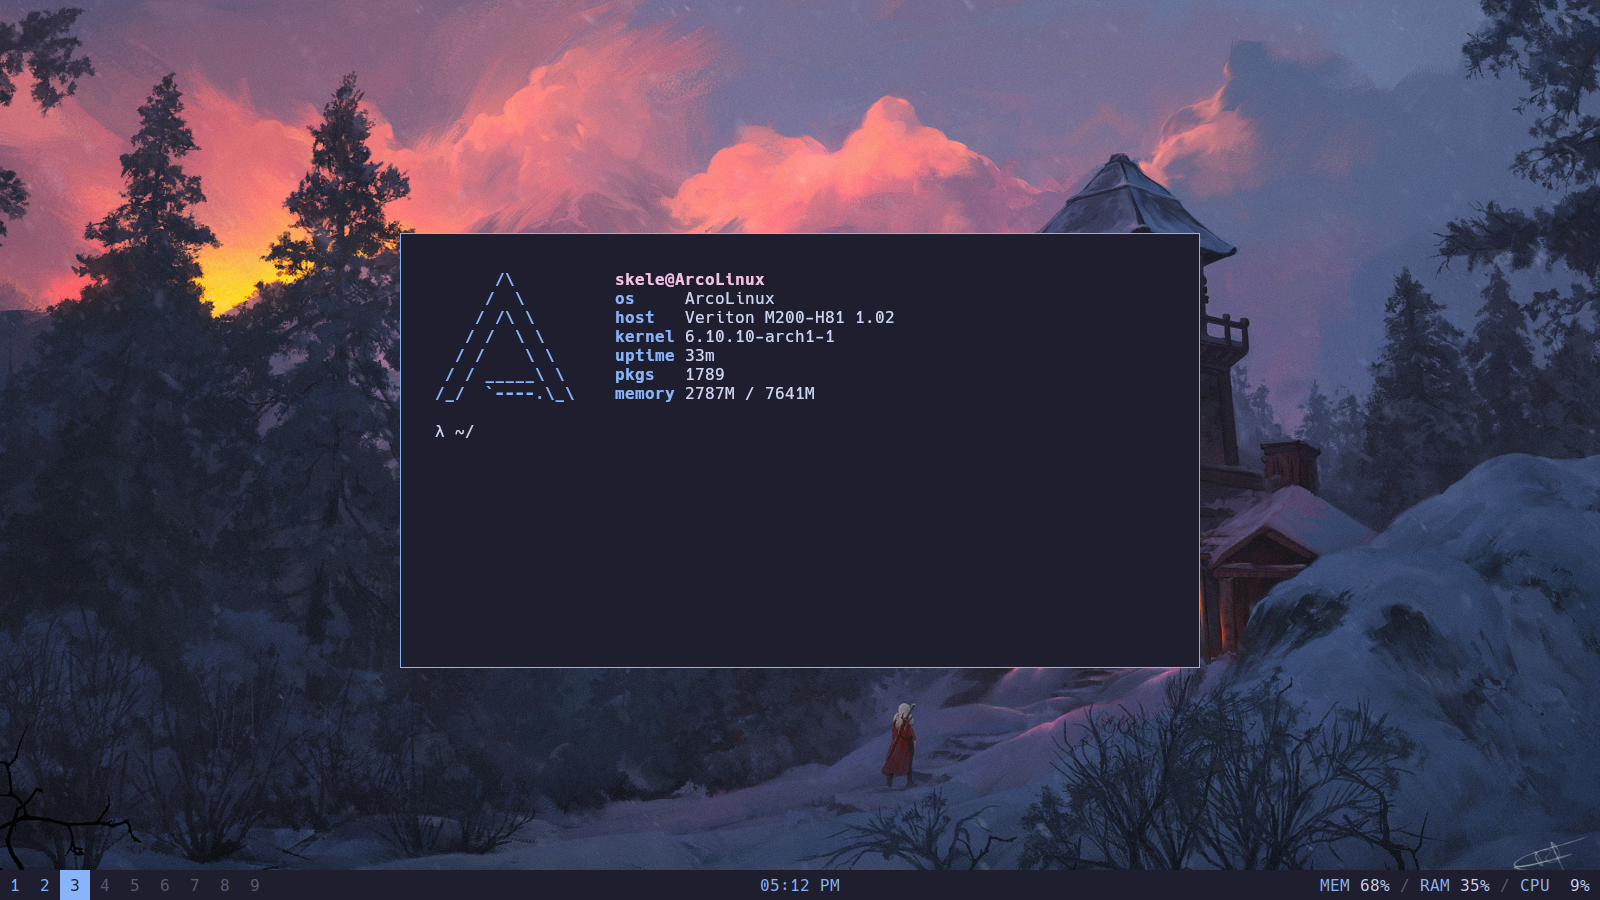 skele@ArcoLinux
os ArcoLinux
host Veriton M200-H81 1.02
kernel 6.10.10-arch1-1
uptime 33m
pkgs 1789
memory 2787M / 7641M
λ ~/
1 2 3 4 5 6 7 8 9 05:12 PM MEM 68% / RAM 35% / CPU 9%